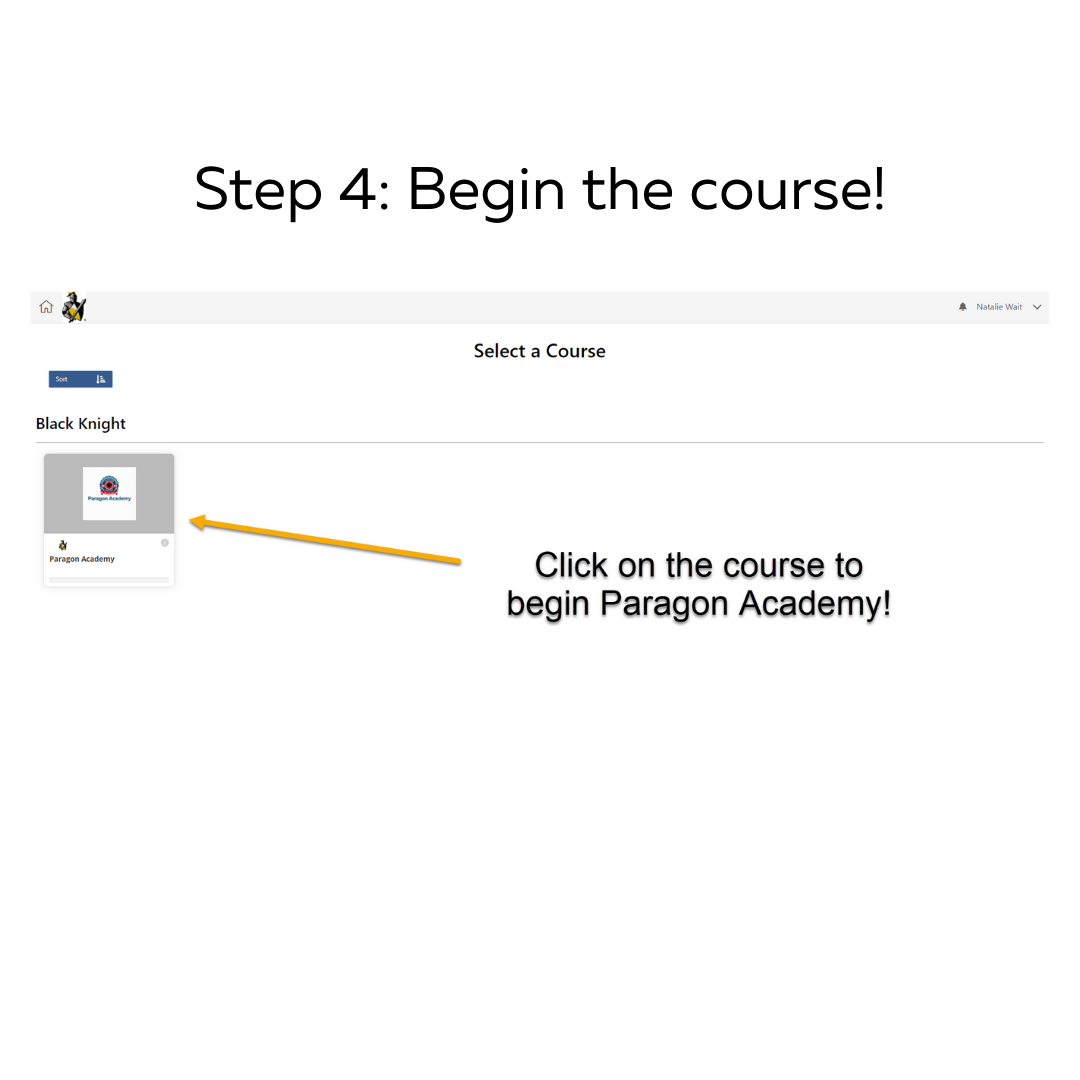 Step 4: Begin the course!
Natalie Wait
Select a Course
Sort
Black Knight
Paragon Academy
Paragon Academy
Click on the course to
begin Paragon Academy!